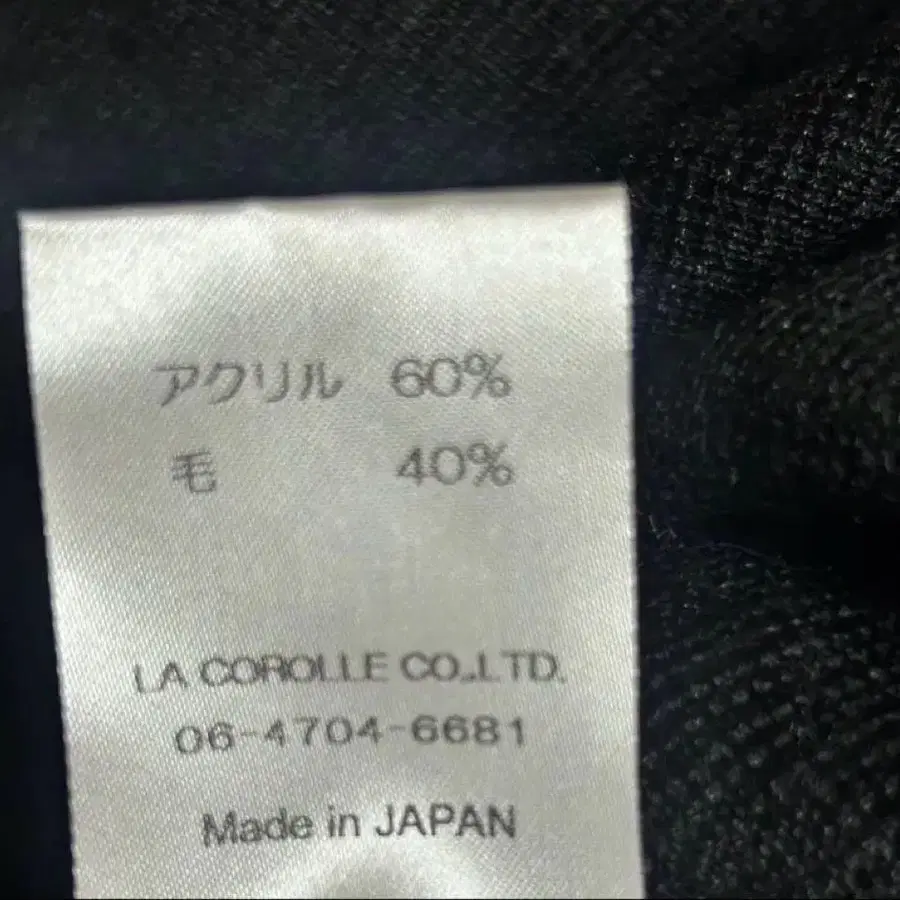 アクリル 60%
毛 40%
LA COROLLE CO.,LTD.
06-4704-6681
Made in JAPAN